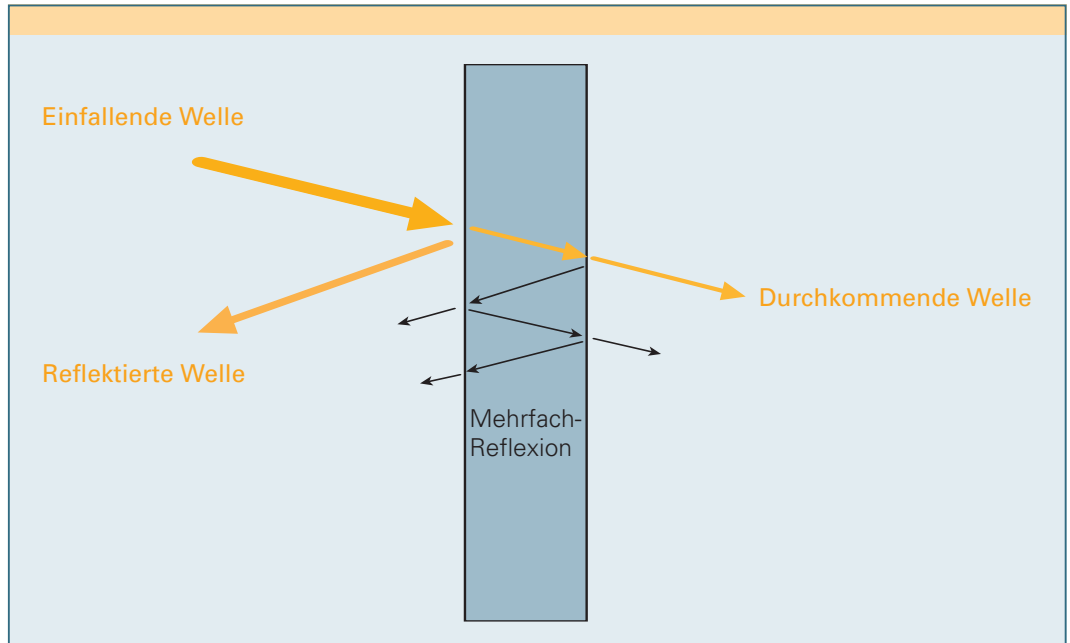 Einfallende Welle
Durchkommende Welle
Reflektierte Welle
Mehrfach-
Reflexion